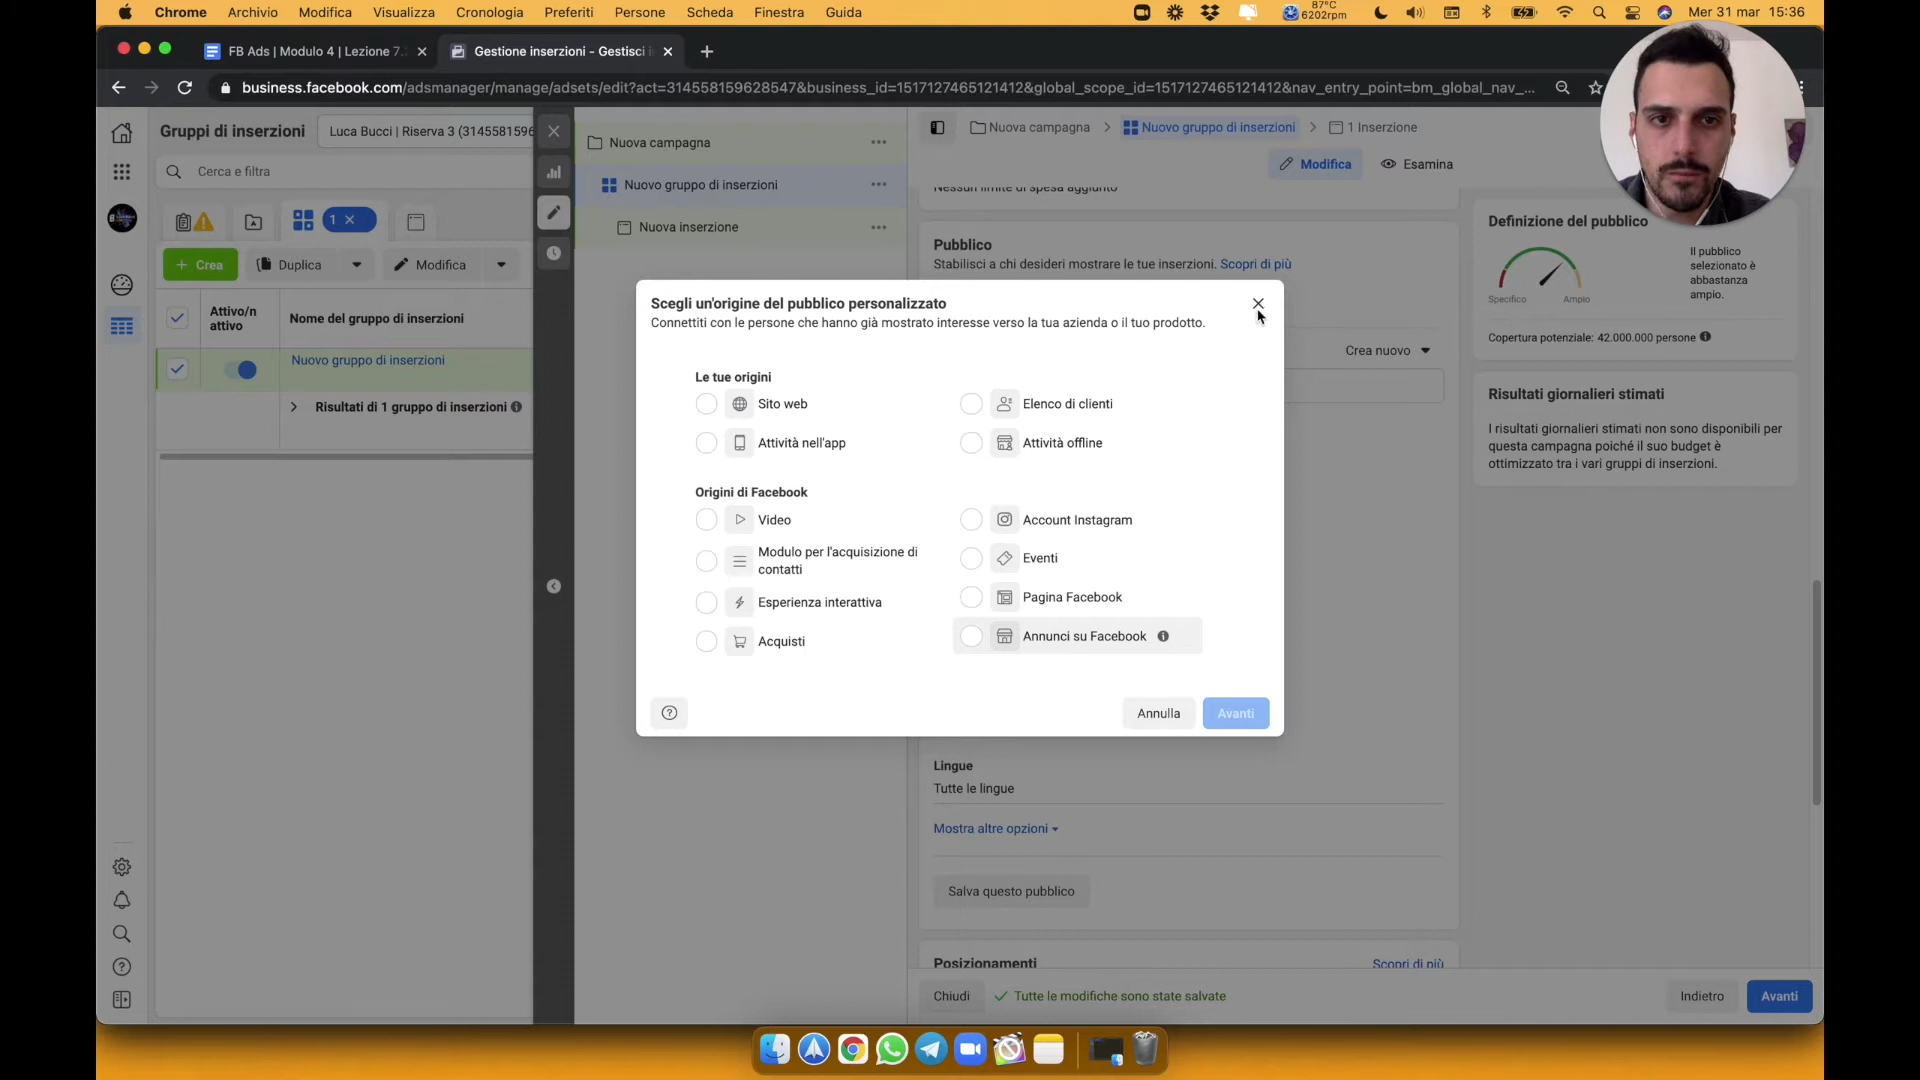 Chrome Archivio Modifica Visualizza Cronologia Preferiti Persone Scheda Finestra Guida
87°C
6202rpm
Mer 31 mar 15:36
FB Ads | Modulo 4 | Lezione 7.
Gestione inserzioni - Gestisci i
business.facebook.com/adsmanager/manage/adsets/edit?act=314558159628547&business_id=1517127465121412&global_scope_id=1517127465121412&nav_entry_point=bm_global_nav_...
Gruppi di inserzioni
Luca Bucci | Riserva 3 (3145581596
Cerca e filtra
1
Crea
Duplica
Modifica
Attivo/n
attivo
Nome del gruppo di inserzioni
Nuovo gruppo di inserzioni
Risultati di 1 gruppo di inserzioni
Nuova campagna
Nuovo gruppo di inserzioni
Nuova inserzione
Nuova campagna
Nuovo gruppo di inserzioni
1 Inserzione
Modifica
Esamina
Nessun limite di spesa aggiunto
Pubblico
Stabilisci a chi desideri mostrare le tue inserzioni. Scopri di più
Crea nuovo
Scegli un'origine del pubblico personalizzato
Connettiti con le persone che hanno già mostrato interesse verso la tua azienda o il tuo prodotto.
Le tue origini
Sito web
Elenco di clienti
Attività nell'app
Attività offline
Origini di Facebook
Video
Account Instagram
Modulo per l'acquisizione di
contatti
Eventi
Esperienza interattiva
Pagina Facebook
Acquisti
Annunci su Facebook
Annulla
Avanti
Lingue
Tutte le lingue
Mostra altre opzioni
Salva questo pubblico
Posizionamenti
Scopri di più
Chiudi
Tutte le modifiche sono state salvate
Indietro
Avanti
Definizione del pubblico
Specifico
Ampio
Il pubblico
selezionato è
abbastanza
ampio.
Copertura potenziale: 42.000.000 persone
Risultati giornalieri stimati
I risultati giornalieri stimati non sono disponibili per
questa campagna poiché il suo budget è
ottimizzato tra i vari gruppi di inserzioni.